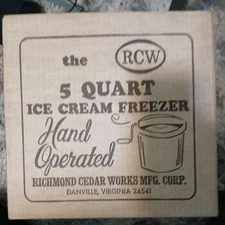 the RCW
5 QUART
ICE CREAM FREEZER
Hand
Operated
RICHMOND CEDAR WORKS MFG. CORP.
DANVILLE, VIRGINIA 24541